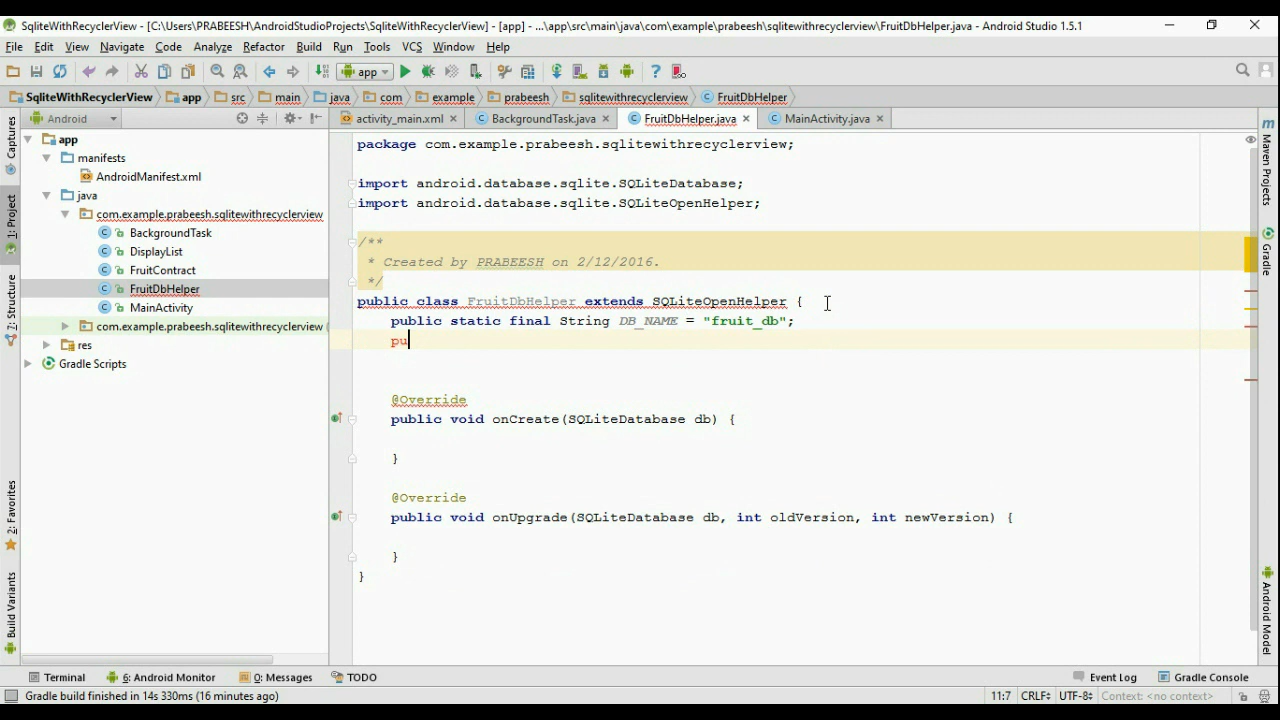 SqliteWithRecyclerView - [C:\Users\PRABEESH\AndroidStudioProjects\SqliteWithRecyclerView] - [app] - ...\app\src\main\java\com\example\prabeesh\sqlitewithrecyclerview\FruitDbHelper.java - Android Studio 1.5.1
File Edit View Navigate Code Analyze Refactor Build Run Tools VCS Window Help
app
SqliteWithRecyclerView app src main java com example prabeesh sqlitewithrecyclerview FruitDbHelper
Android
activity_main.xml BackgroundTask.java FruitDbHelper.java MainActivity.java
Captures
1: Project
7: Structure
2: Favorites
Build Variants
app
manifests
AndroidManifest.xml
java
com.example.prabeesh.sqlitewithrecyclerview
BackgroundTask
DisplayList
FruitContract
FruitDbHelper
MainActivity
com.example.prabeesh.sqlitewithrecyclerview
res
Gradle Scripts
package com.example.prabeesh.sqlitewithrecyclerview;
import android.database.sqlite.SQLiteDatabase;
import android.database.sqlite.SQLiteOpenHelper;
/**
* Created by PRABEESH on 2/12/2016.
*/
public class FruitDbHelper extends SQLiteOpenHelper {
public static final String DB_NAME = "fruit_db";
pu
@Override
public void onCreate(SQLiteDatabase db) {
}
@Override
public void onUpgrade(SQLiteDatabase db, int oldVersion, int newVersion) {
}
}
Maven Projects
Gradle
Android Model
Terminal 6: Android Monitor 0: Messages TODO Event Log Gradle Console
Gradle build finished in 14s 330ms (16 minutes ago) 11:7 CRLF UTF-8 Context: <no context>